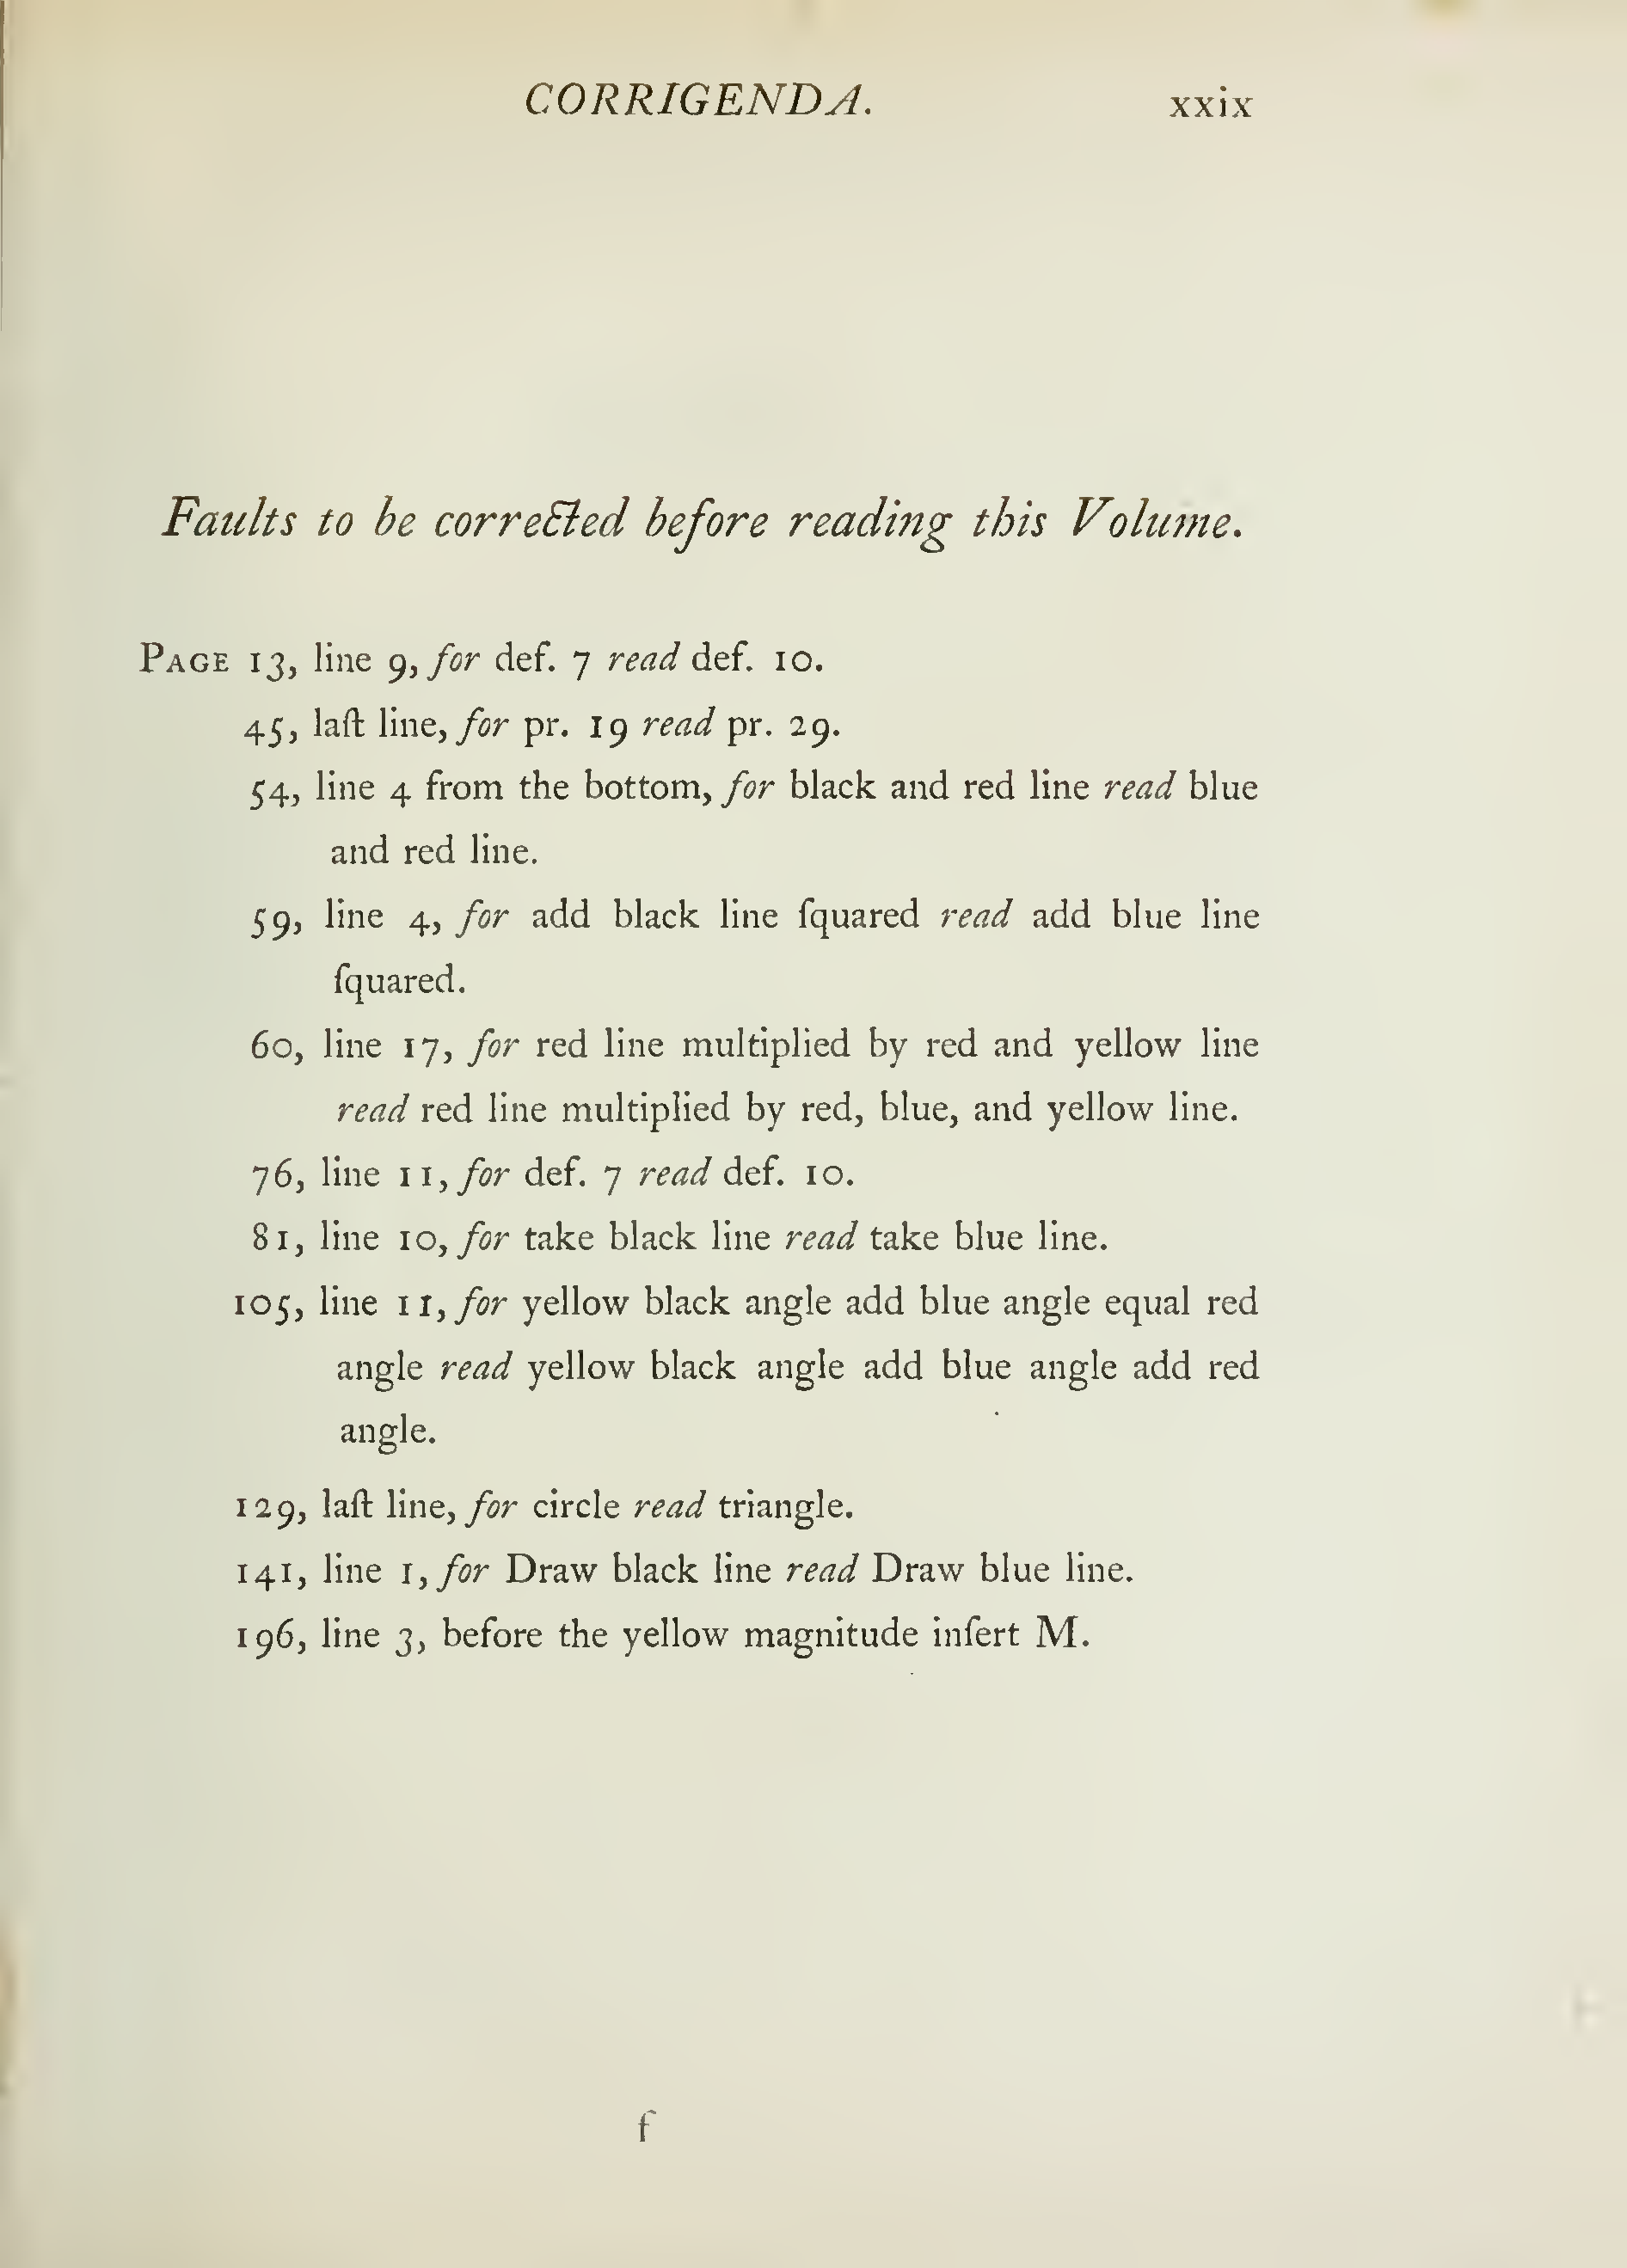 CORRIGENDA. xxix
Faults to be corrected before reading this Volume.
PAGE 13, line 9, for def. 7 read def. 10.
45, laſt line, for pr. 19 read pr. 29.
54, line 4 from the bottom, for black and red line read blue
and red line.
59, line 4, for add black line ſquared read add blue line
ſquared.
60, line 17, for red line multiplied by red and yellow line
read red line multiplied by red, blue, and yellow line.
76, line 11, for def. 7 read def. 10.
81, line 10, for take black line read take blue line.
105, line 11, for yellow black angle add blue angle equal red
angle read yellow black angle add blue angle add red
angle.
129, laſt line, for circle read triangle.
141, line 1, for Draw black line read Draw blue line.
196, line 3, before the yellow magnitude inſert M.
f